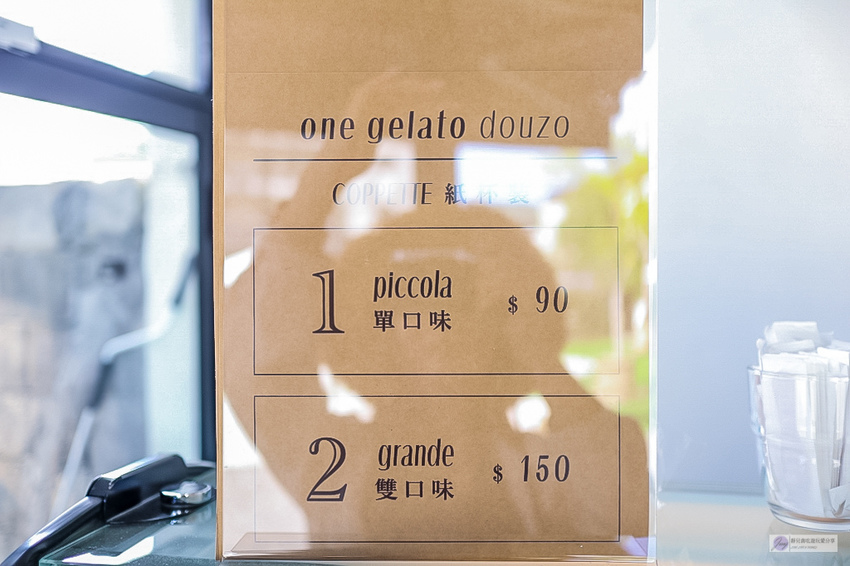 one gelato douzo
COPPETTE 紙杯裝
1 piccola $ 90
單口味
2 grande $ 150
雙口味